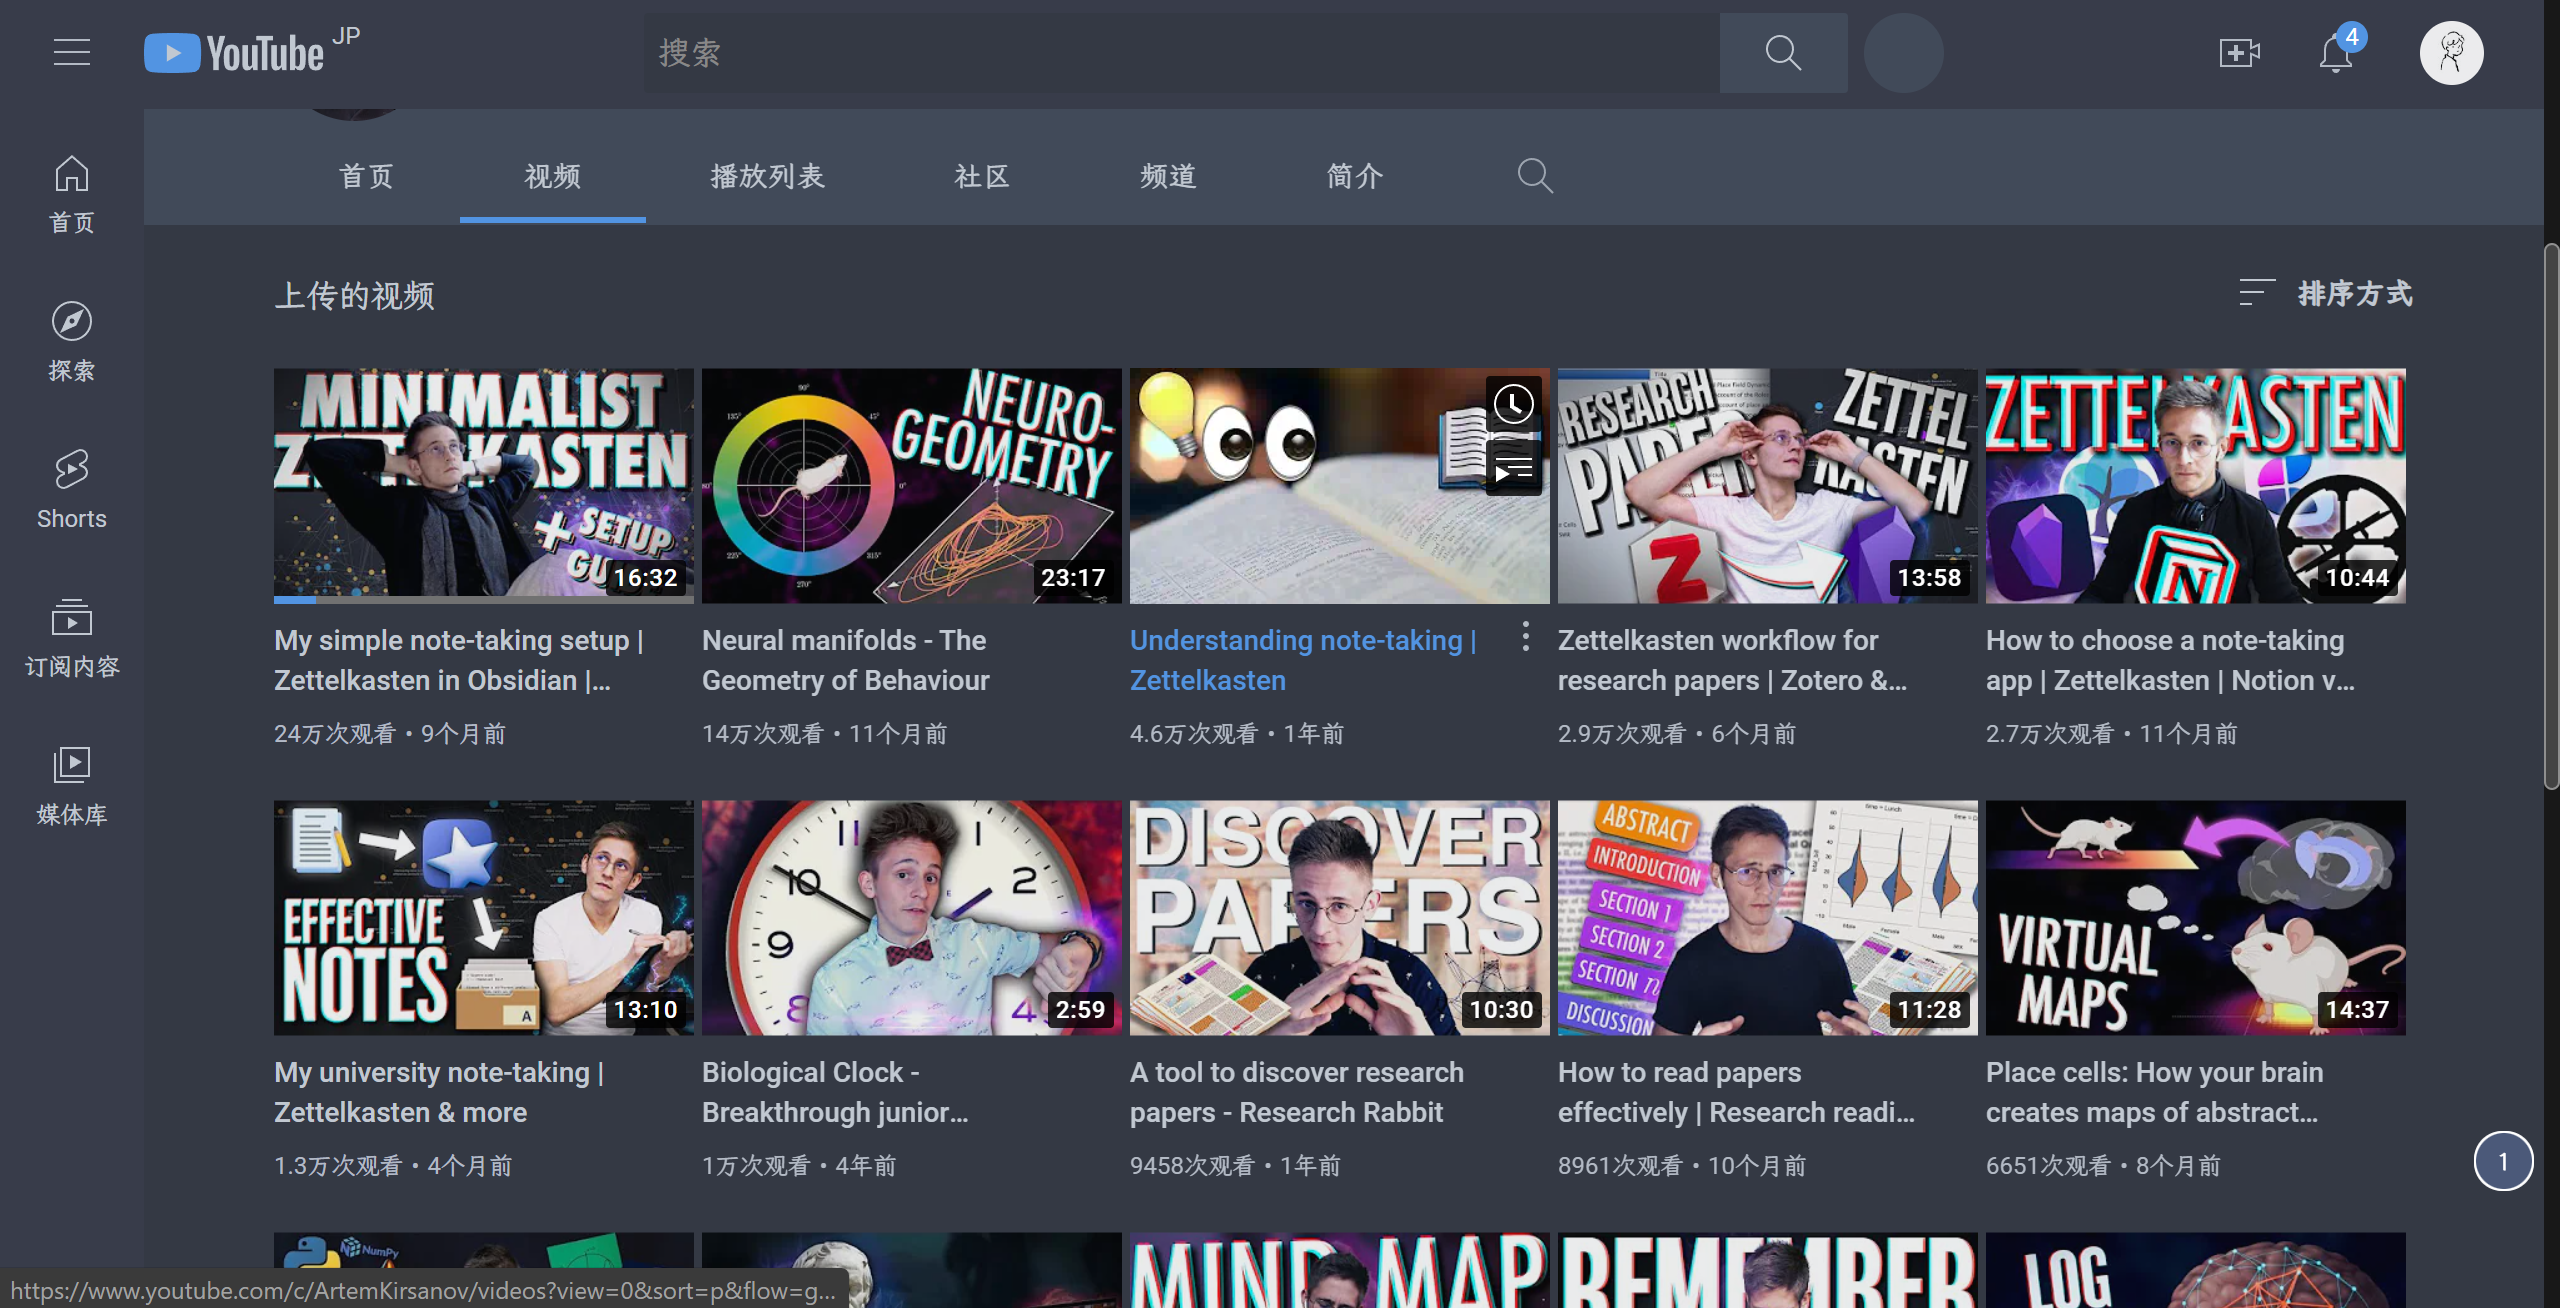 YouTube JP
搜索
4
首页
视频
播放列表
社区
频道
简介
首页
探索
Shorts
订阅内容
媒体库
上传的视频
排序方式
MINIMALIST
ZETTELKASTEN
+ SETUP
16:32
NEURO-
GEOMETRY
23:17
RESEARCH
PAPER
ZETTEL
KASTEN
13:58
ZETTELKASTEN
10:44
My simple note-taking setup |
Zettelkasten in Obsidian |...
24万次观看 • 9个月前
Neural manifolds - The
Geometry of Behaviour
14万次观看 • 11个月前
Understanding note-taking |
Zettelkasten
4.6万次观看 • 1年前
Zettelkasten workflow for
research papers | Zotero &...
2.9万次观看 • 6个月前
How to choose a note-taking
app | Zettelkasten | Notion v...
2.7万次观看 • 11个月前
EFFECTIVE
NOTES
A
13:10
10
2
9
8
4
2:59
DISCOVER
PAPERS
10:30
ABSTRACT
INTRODUCTION
SECTION 1
SECTION 2
SECTION n
DISCUSSION
11:28
VIRTUAL
MAPS
14:37
My university note-taking |
Zettelkasten & more
1.3万次观看 • 4个月前
Biological Clock -
Breakthrough junior...
1万次观看 • 4年前
A tool to discover research
papers - Research Rabbit
9458次观看 • 1年前
How to read papers
effectively | Research readi...
8961次观看 • 10个月前
Place cells: How your brain
creates maps of abstract...
6651次观看 • 8个月前
1
NumPy
MIND MAP
REMEMBER
LOG
https://www.youtube.com/c/ArtemKirsanov/videos?view=0&sort=p&flow=g...